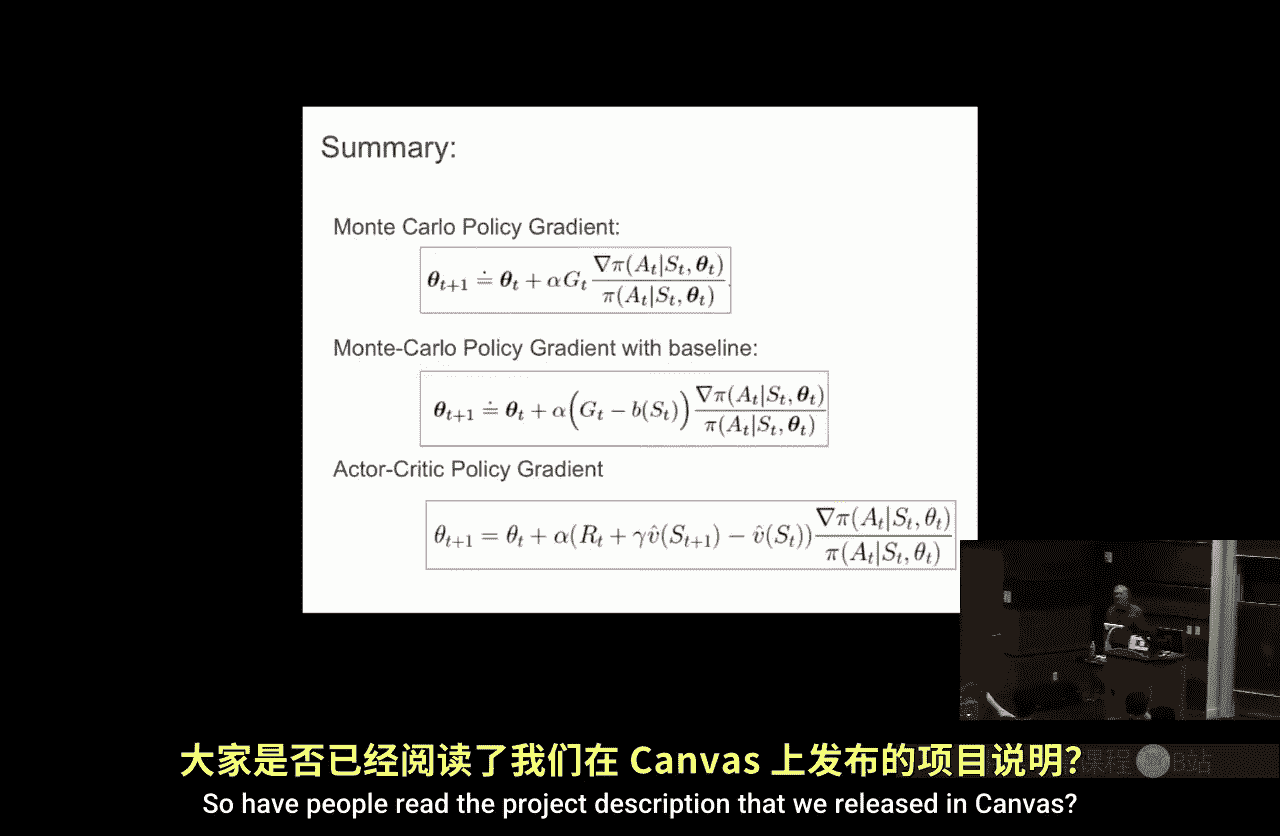 Summary:
Monte Carlo Policy Gradient:
θ_{t+1} ≐ θ_t + αG_t ∇π(A_t|S_t, θ_t) / π(A_t|S_t, θ_t)
Monte-Carlo Policy Gradient with baseline:
θ_{t+1} ≐ θ_t + α(G_t − b(S_t)) ∇π(A_t|S_t, θ_t) / π(A_t|S_t, θ_t)
Actor-Critic Policy Gradient
θ_{t+1} = θ_t + α(R_t + γv̂(S_{t+1}) − v̂(S_t)) ∇π(A_t|S_t, θ_t) / π(A_t|S_t, θ_t)
大家是否已经阅读了我们在 Canvas 上发布的项目说明？
课程 B站
So have people read the project description that we released in Canvas?